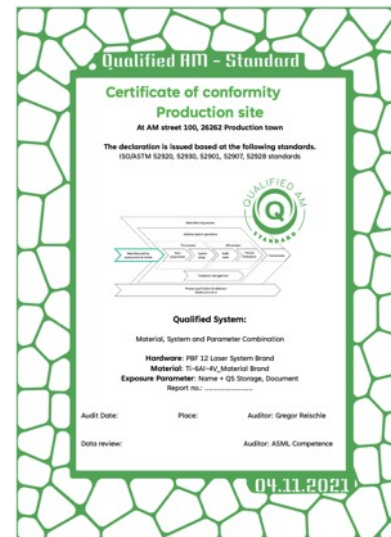 Qualified AM - Standard
Certificate of conformity
Production site
At AM street 100, 26262 Production town
The declaration is issued based at the following standards.
ISO/ASTM 52920, 52930, 52901, 52907, 52928 standards
QUALIFIED AM
Q
STANDARD
Qualified System:
Material, System and Parameter Combination
Hardware: PBF 12 Laser System Brand
Material: Ti-6Al-4V_Material Brand
Exposure Parameter: Name + QS Storage, Document
Report no.: ............................
Audit Date: Place: Auditor: Gregor Reischle
Data review: Auditor: ASML Competence
04.11.2021